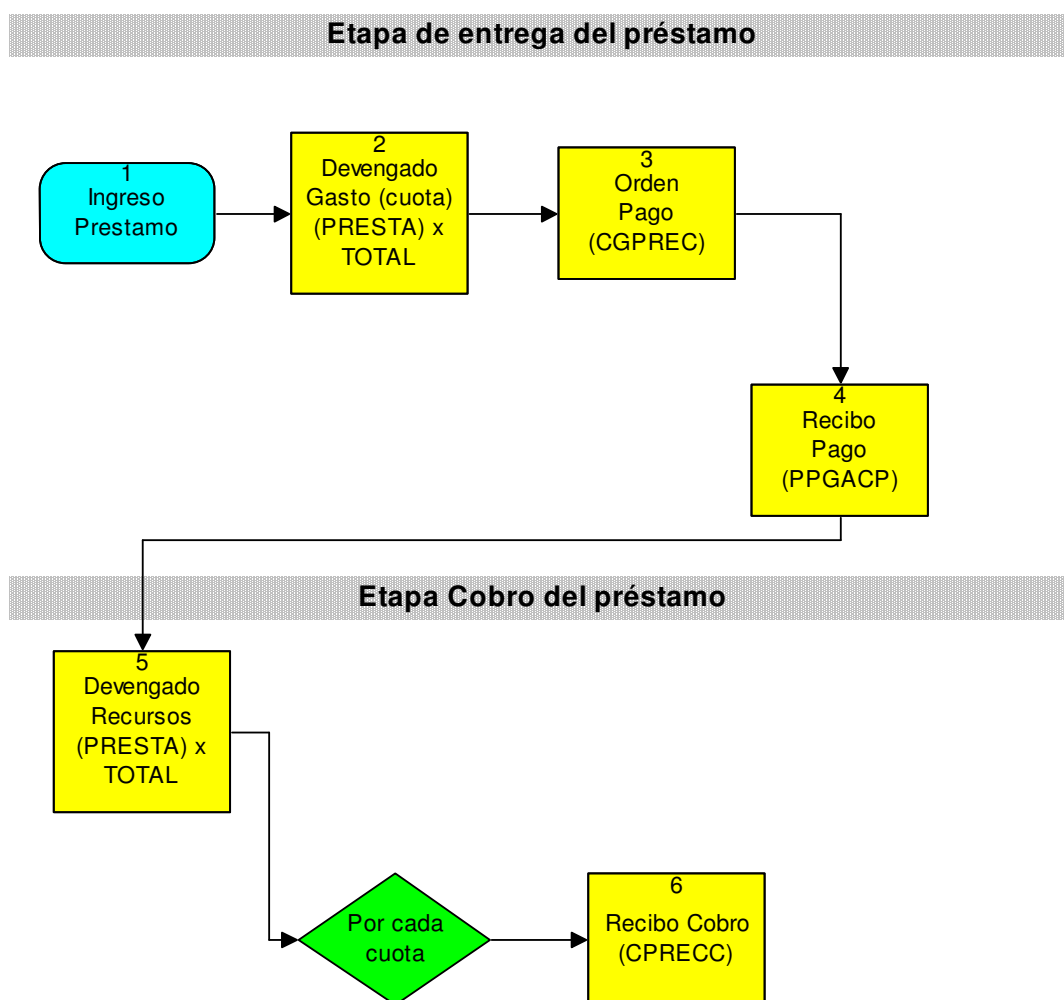 Etapa de entrega del préstamo
1
Ingreso
Prestamo
2
Devengado
Gasto (cuota)
(PRESTA) x
TOTAL
3
Orden
Pago
(CGPREC)
4
Recibo
Pago
(PPGACP)
Etapa Cobro del préstamo
5
Devengado
Recursos
(PRESTA) x
TOTAL
Por cada
cuota
6
Recibo Cobro
(CPRECC)